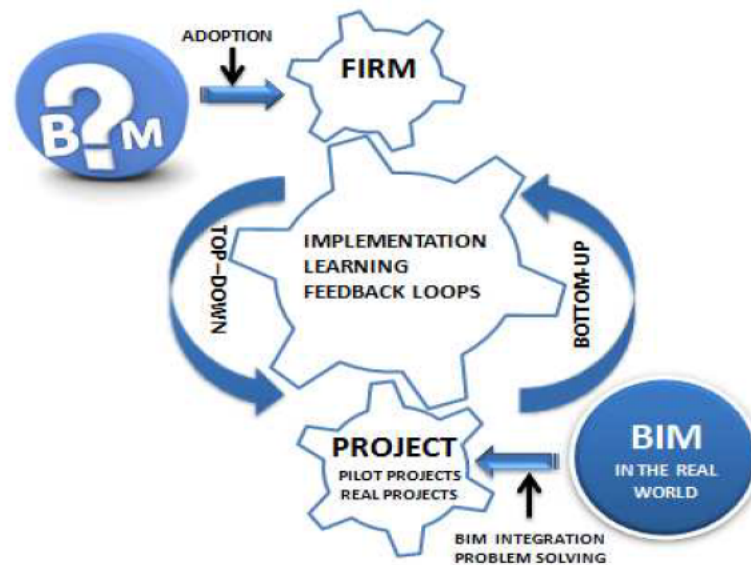 ADOPTION
FIRM
B?M
TOP-DOWN
IMPLEMENTATION
LEARNING
FEEDBACK LOOPS
BOTTOM-UP
PROJECT
PILOT PROJECTS
REAL PROJECTS
BIM
IN THE REAL
WORLD
BIM INTEGRATION
PROBLEM SOLVING